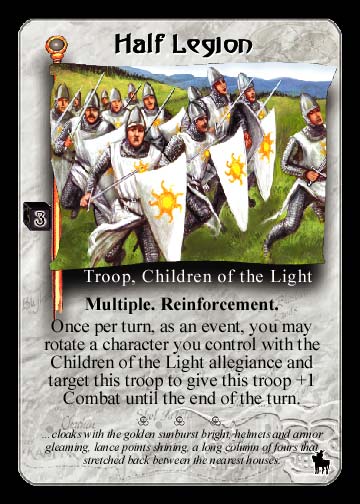 Half Legion
3
Troop, Children of the Light
Multiple. Reinforcement.
Once per turn, as an event, you may
rotate a character you control with the
Children of the Light allegiance and
target this troop to give this troop +1
Combat until the end of the turn.
...cloaks with the golden sunburst bright, helmets and armor
gleaming, lance points shining, a long column of fours that
stretched back between the nearest houses.